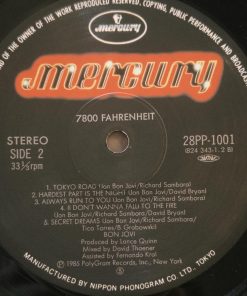 ND OF THE WORK REPRODUCED RESERVED. COPYING, PUBLIC PERFORMANCE AND BROADCASTING
mercury
mercury
7800 FAHRENHEIT
STEREO
SIDE 2
33⅓rpm
28PP-1001
(824 343-1. 2 B)
1. TOKYO ROAD (Jon Bon Jovi/Richard Sambora)
2. HARDEST PART IS THE NIGHT (Jon Bon Jovi/David Bryan/
Richard Sambora)
3. ALWAYS RUN TO YOU (Jon Bon Jovi/Richard Sambora)
4. (I DON'T WANNA FALL) TO THE FIRE
(Jon Bon Jovi/Richard Sambora/David Bryan)
5. SECRET DREAMS (Jon Bon Jovi/Richard Sambora/
Tico Torres/B Grabowski)
BON JOVI
Produced by Lance Quinn
Mixed by David Thoener
Assisted by Fernando Kral
Ⓟ 1985 PolyGram Records, Inc., New York
MANUFACTURED BY NIPPON PHONOGRAM CO. LTD., TOKYO